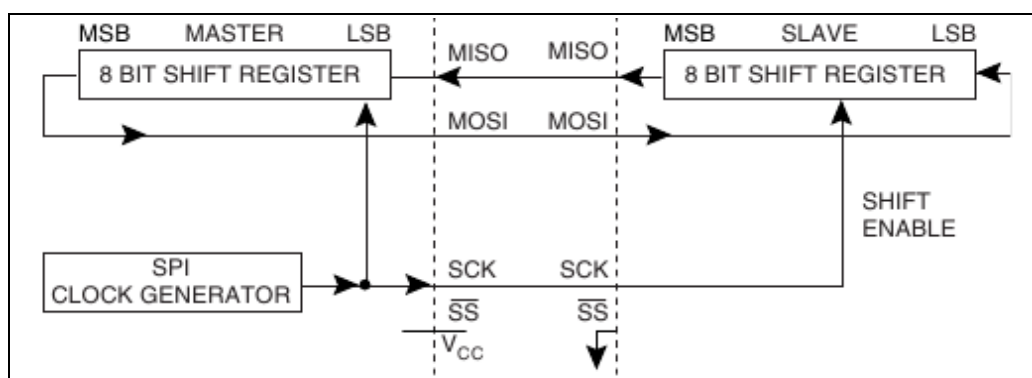 MSB MASTER LSB
MISO MISO
MSB SLAVE LSB
8 BIT SHIFT REGISTER
8 BIT SHIFT REGISTER
MOSI MOSI
SHIFT
ENABLE
SPI
CLOCK GENERATOR
SCK SCK
SS SS
VCC